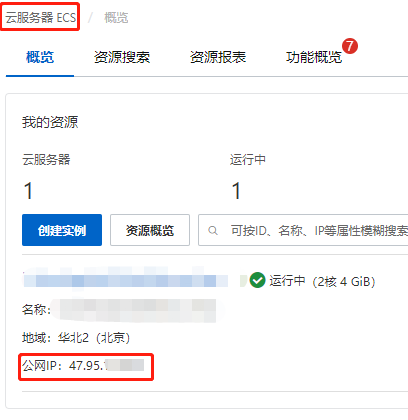 云服务器 ECS / 概览
概览 资源搜索 资源报表 功能概览 7
我的资源
云服务器 运行中
1 1
创建实例 资源概览 可按ID、名称、IP等属性模糊搜索
运行中 (2核 4 GiB)
名称：
地域：华北2（北京）
公网IP：47.95.